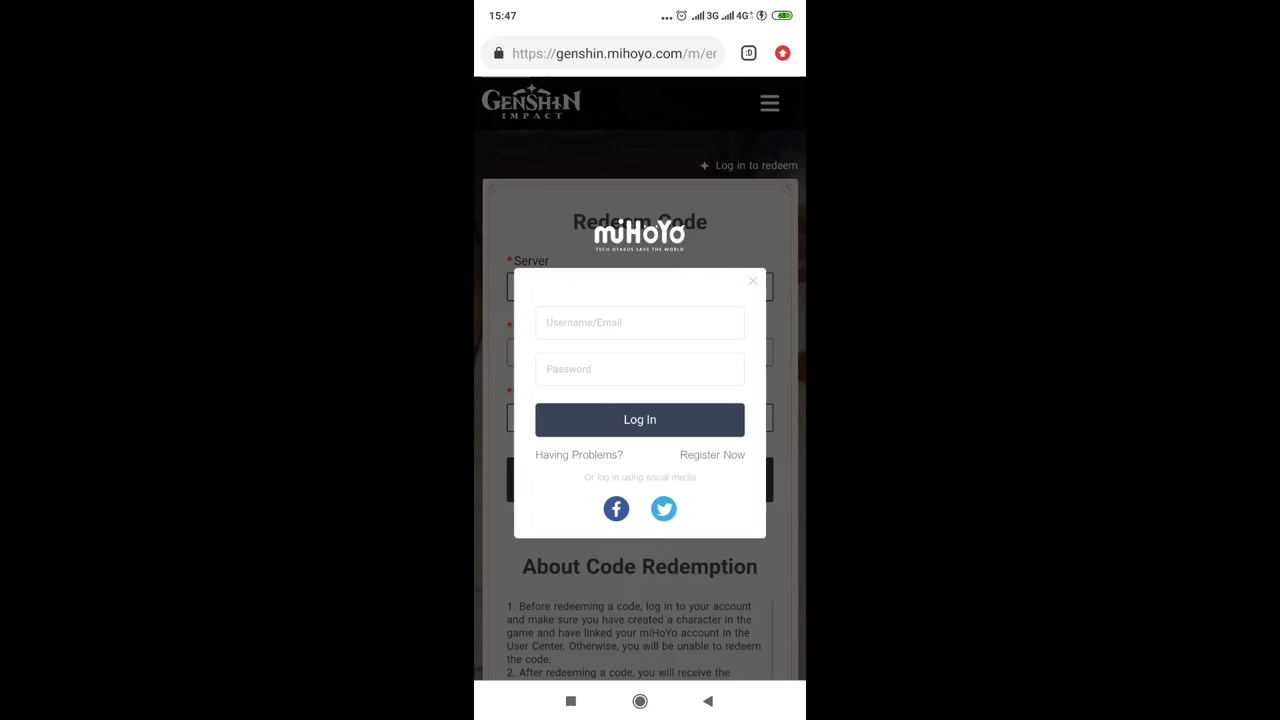 15:47
3G 4G+ 63
https://genshin.mihoyo.com/m/er
:D
GENSHIN
IMPACT
Log in to redeem
Redeem Code
miHoYo
TECH OTAKUS SAVE THE WORLD
*Server
Username/Email
*
Password
*
Log In
Having Problems?
Register Now
Or log in using social media
About Code Redemption
1. Before redeeming a code, log in to your account
and make sure you have created a character in the
game and have linked your miHoYo account in the
User Center. Otherwise, you will be unable to redeem
the code.
2. After redeeming a code, you will receive the